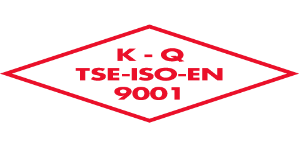 K - Q
TSE-ISO-EN
9001